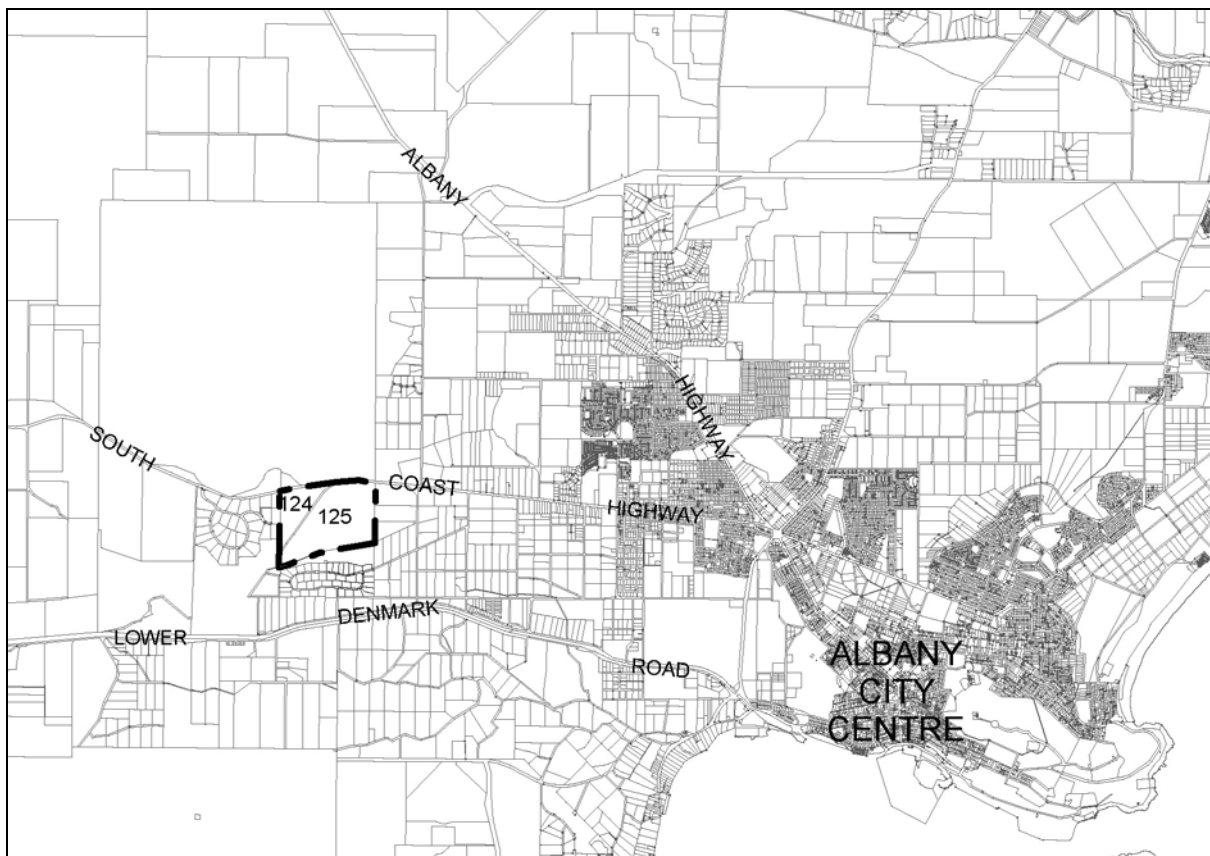 ALBANY
HIGHWAY
SOUTH
COAST
HIGHWAY
124
125
LOWER
DENMARK
ROAD
ALBANY
CITY
CENTRE